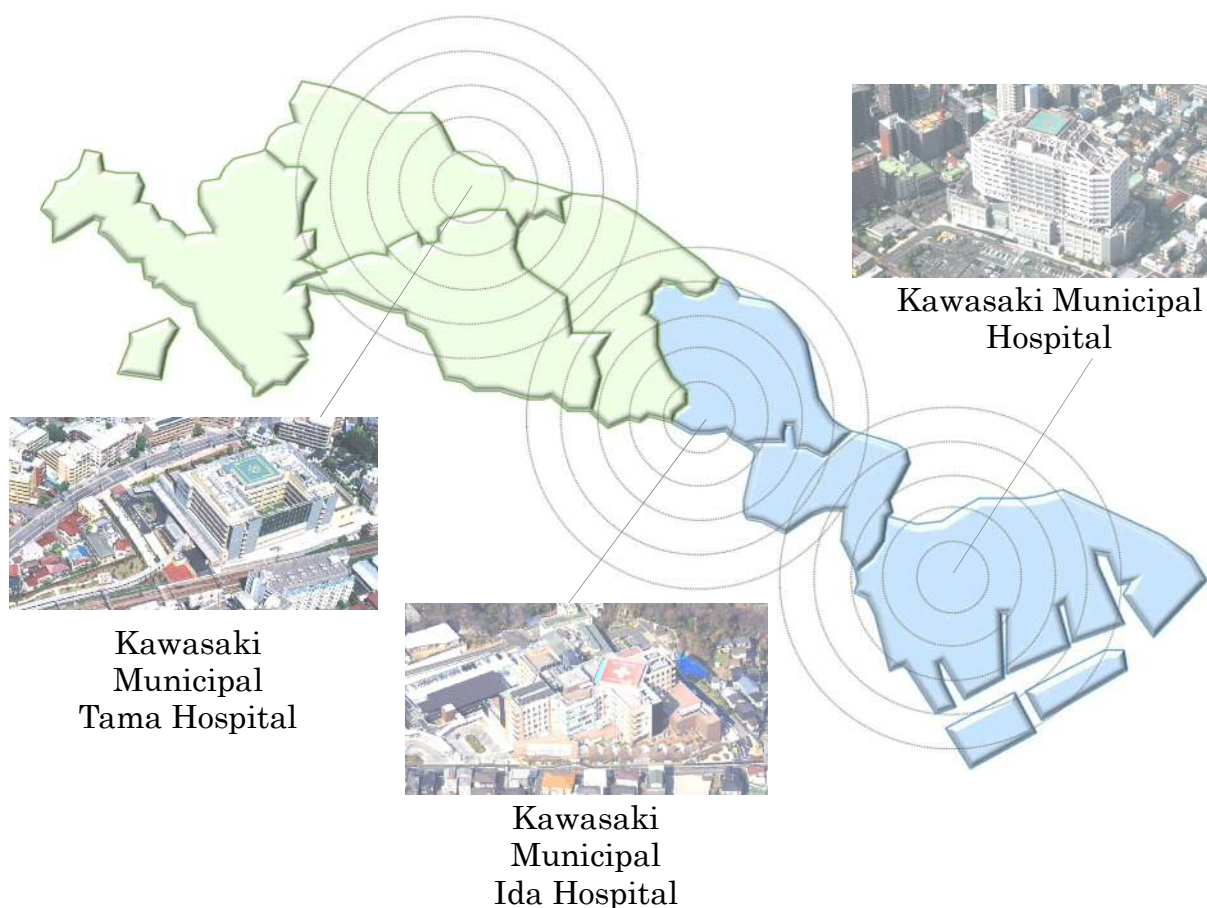 Kawasaki Municipal
Hospital
Kawasaki
Municipal
Tama Hospital
Kawasaki
Municipal
Ida Hospital